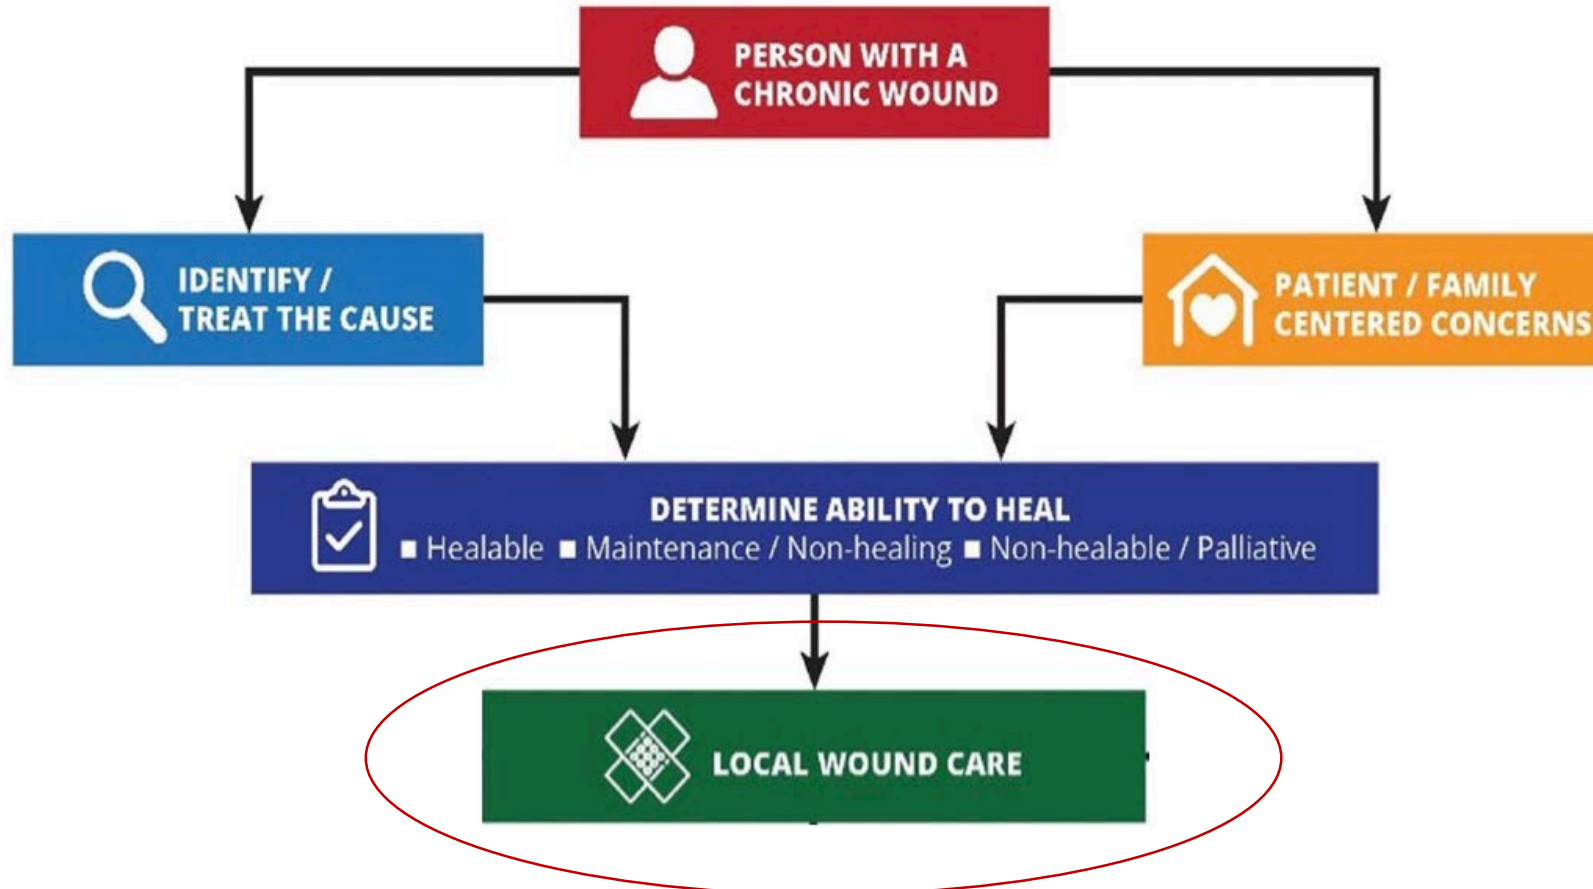 PERSON WITH A
CHRONIC WOUND
IDENTIFY /
TREAT THE CAUSE
PATIENT / FAMILY
CENTERED CONCERNS
DETERMINE ABILITY TO HEAL
■ Healable ■ Maintenance / Non-healing ■ Non-healable / Palliative
LOCAL WOUND CARE